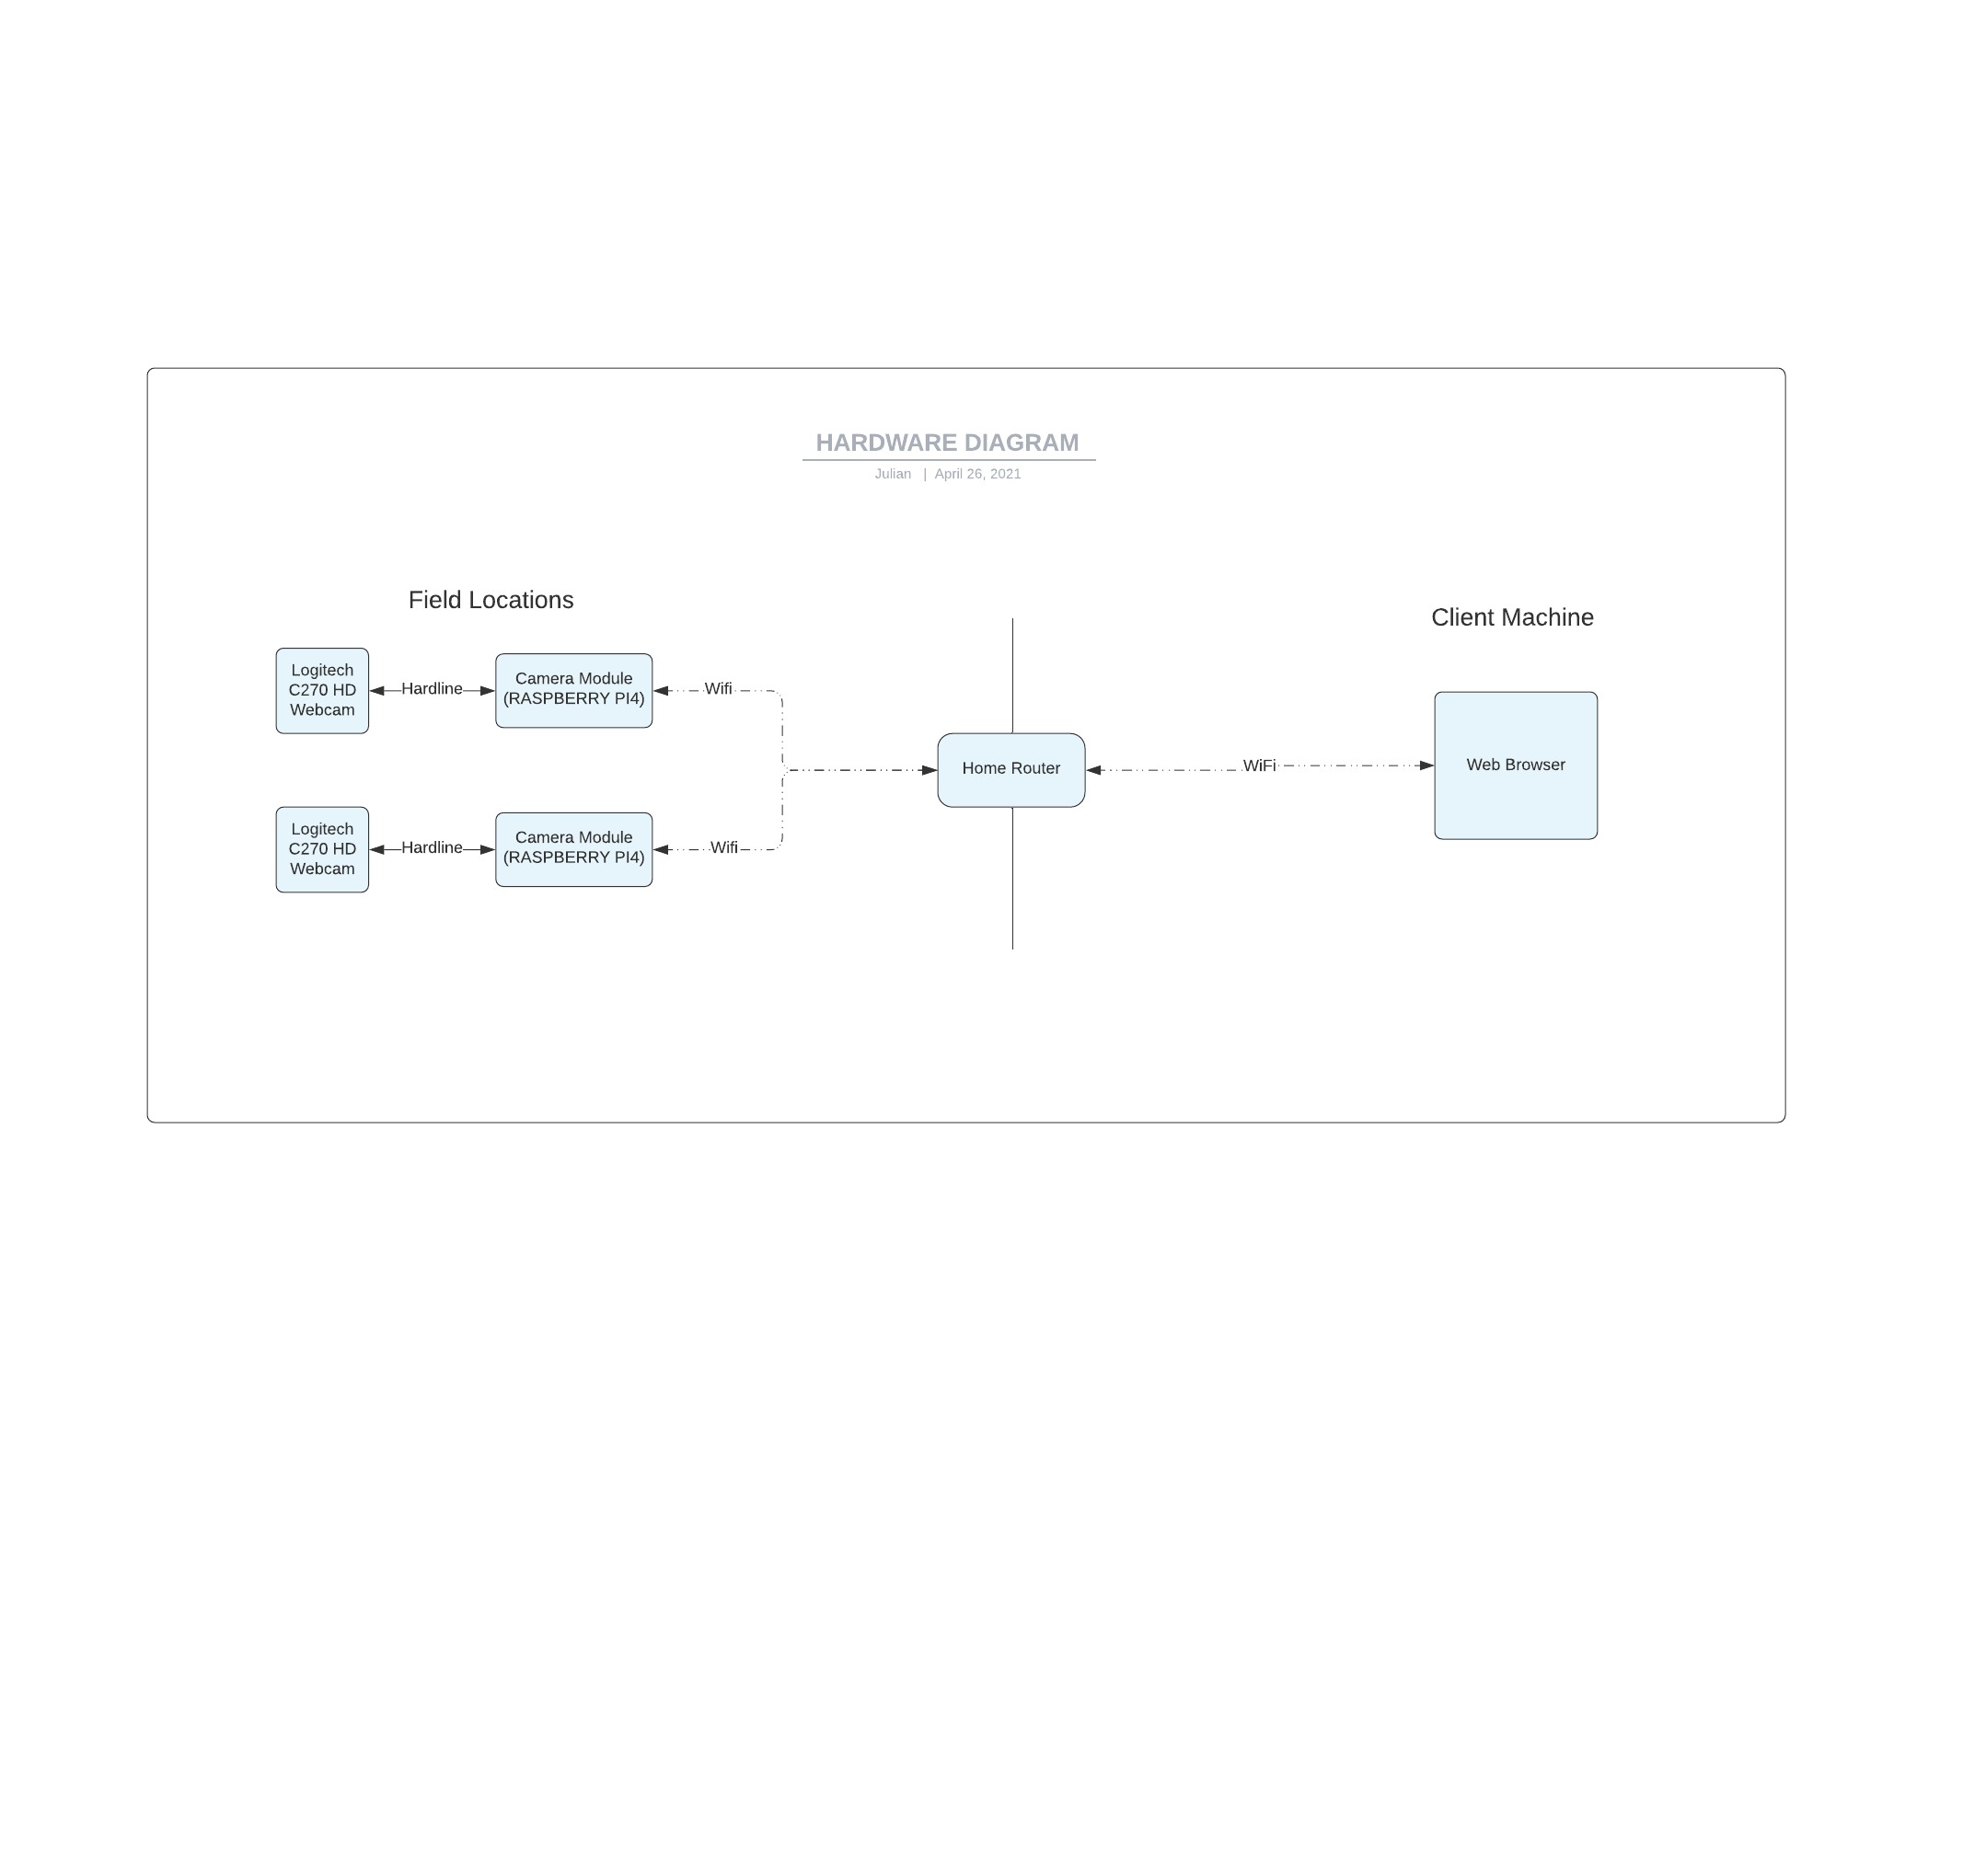 HARDWARE DIAGRAM
Julian | April 26, 2021
Field Locations
Client Machine
Logitech
C270 HD
Webcam
Hardline
Camera Module
(RASPBERRY PI4)
Wifi
Home Router
WiFi
Web Browser
Logitech
C270 HD
Webcam
Hardline
Camera Module
(RASPBERRY PI4)
Wifi